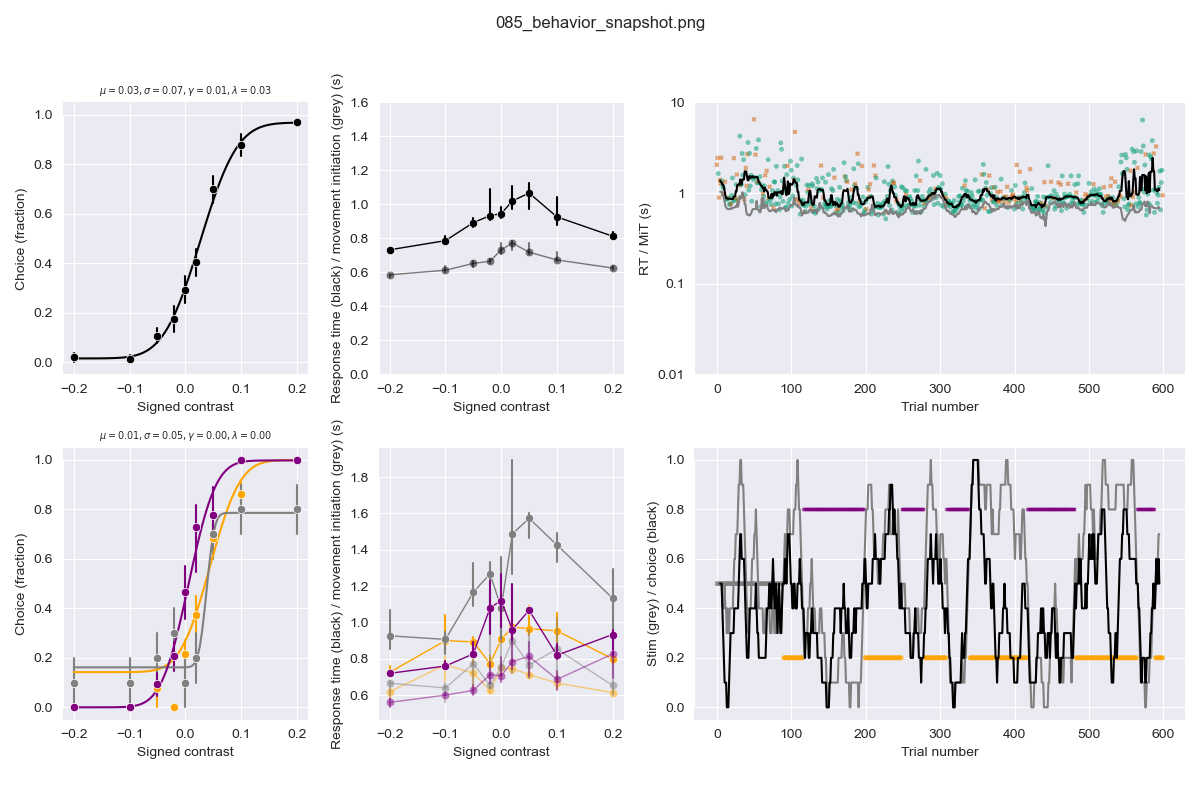 085_behavior_snapshot.png
μ = 0.03, σ = 0.07, γ = 0.01, λ = 0.03
Choice (fraction)
1.0
0.8
0.6
0.4
0.2
0.0
−0.2 −0.1 0.0 0.1 0.2
Signed contrast
Response time (black) / movement initiation (grey) (s)
1.6
1.4
1.2
1.0
0.8
0.6
0.4
0.2
0.0
−0.2 −0.1 0.0 0.1 0.2
Signed contrast
RT / MiT (s)
10
1
0.1
0.01
0 100 200 300 400 500 600
Trial number
μ = 0.01, σ = 0.05, γ = 0.00, λ = 0.00
Choice (fraction)
1.0
0.8
0.6
0.4
0.2
0.0
−0.2 −0.1 0.0 0.1 0.2
Signed contrast
Response time (black) / movement initiation (grey) (s)
1.8
1.6
1.4
1.2
1.0
0.8
0.6
−0.2 −0.1 0.0 0.1 0.2
Signed contrast
Stim (grey) / choice (black)
1.0
0.8
0.6
0.4
0.2
0.0
0 100 200 300 400 500 600
Trial number